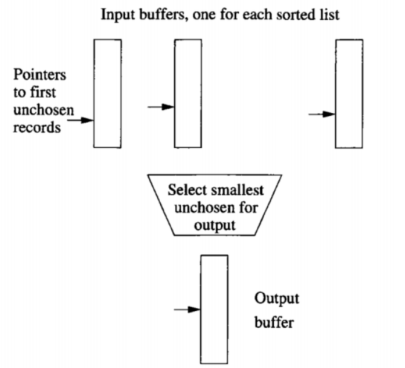 Input buffers, one for each sorted list
Pointers
to first
unchosen
records
Select smallest
unchosen for
output
Output
buffer